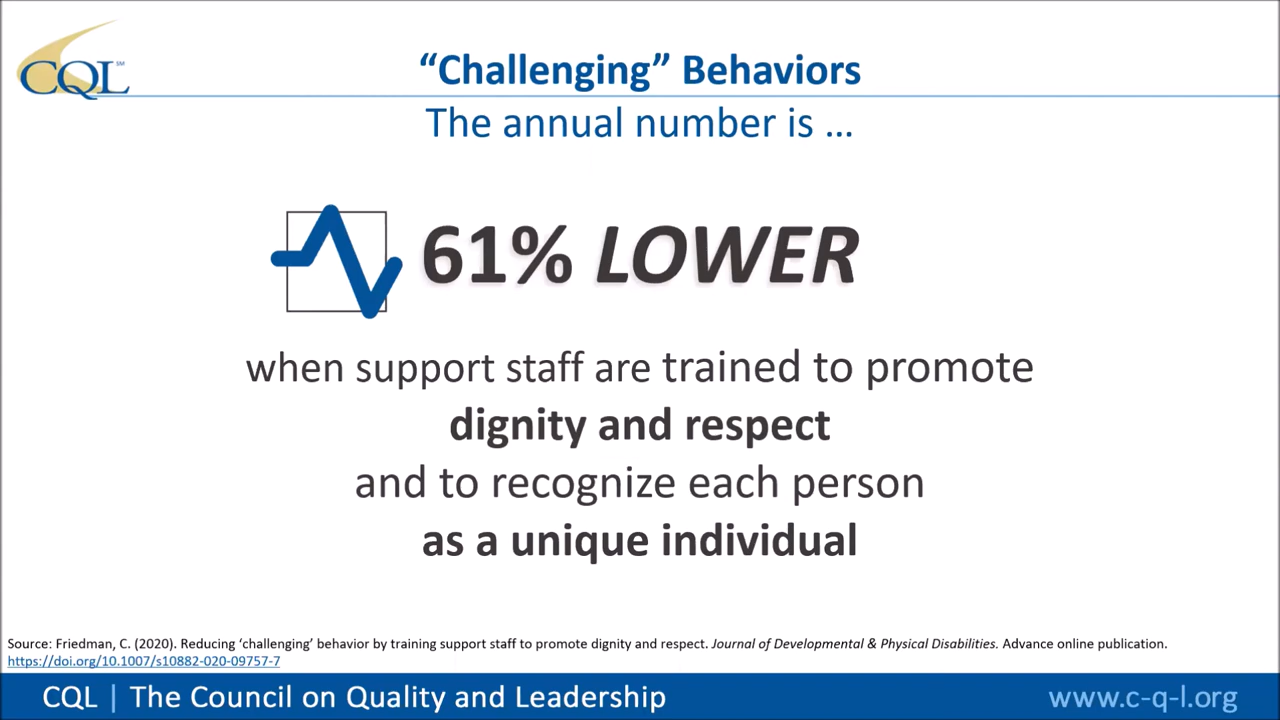 CQL℠
“Challenging” Behaviors
The annual number is …
61% LOWER
when support staff are trained to promote
dignity and respect
and to recognize each person
as a unique individual
Source: Friedman, C. (2020). Reducing ‘challenging’ behavior by training support staff to promote dignity and respect. Journal of Developmental & Physical Disabilities. Advance online publication.
https://doi.org/10.1007/s10882-020-09757-7
CQL | The Council on Quality and Leadership
www.c-q-l.org